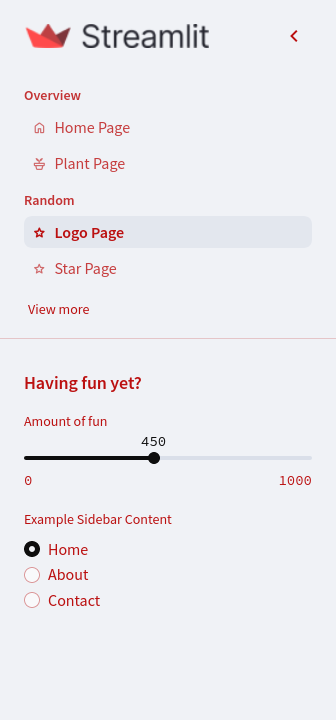 Streamlit
Overview
Home Page
Plant Page
Random
Logo Page
Star Page
View more
Having fun yet?
Amount of fun
450
0 1000
Example Sidebar Content
Home
About
Contact